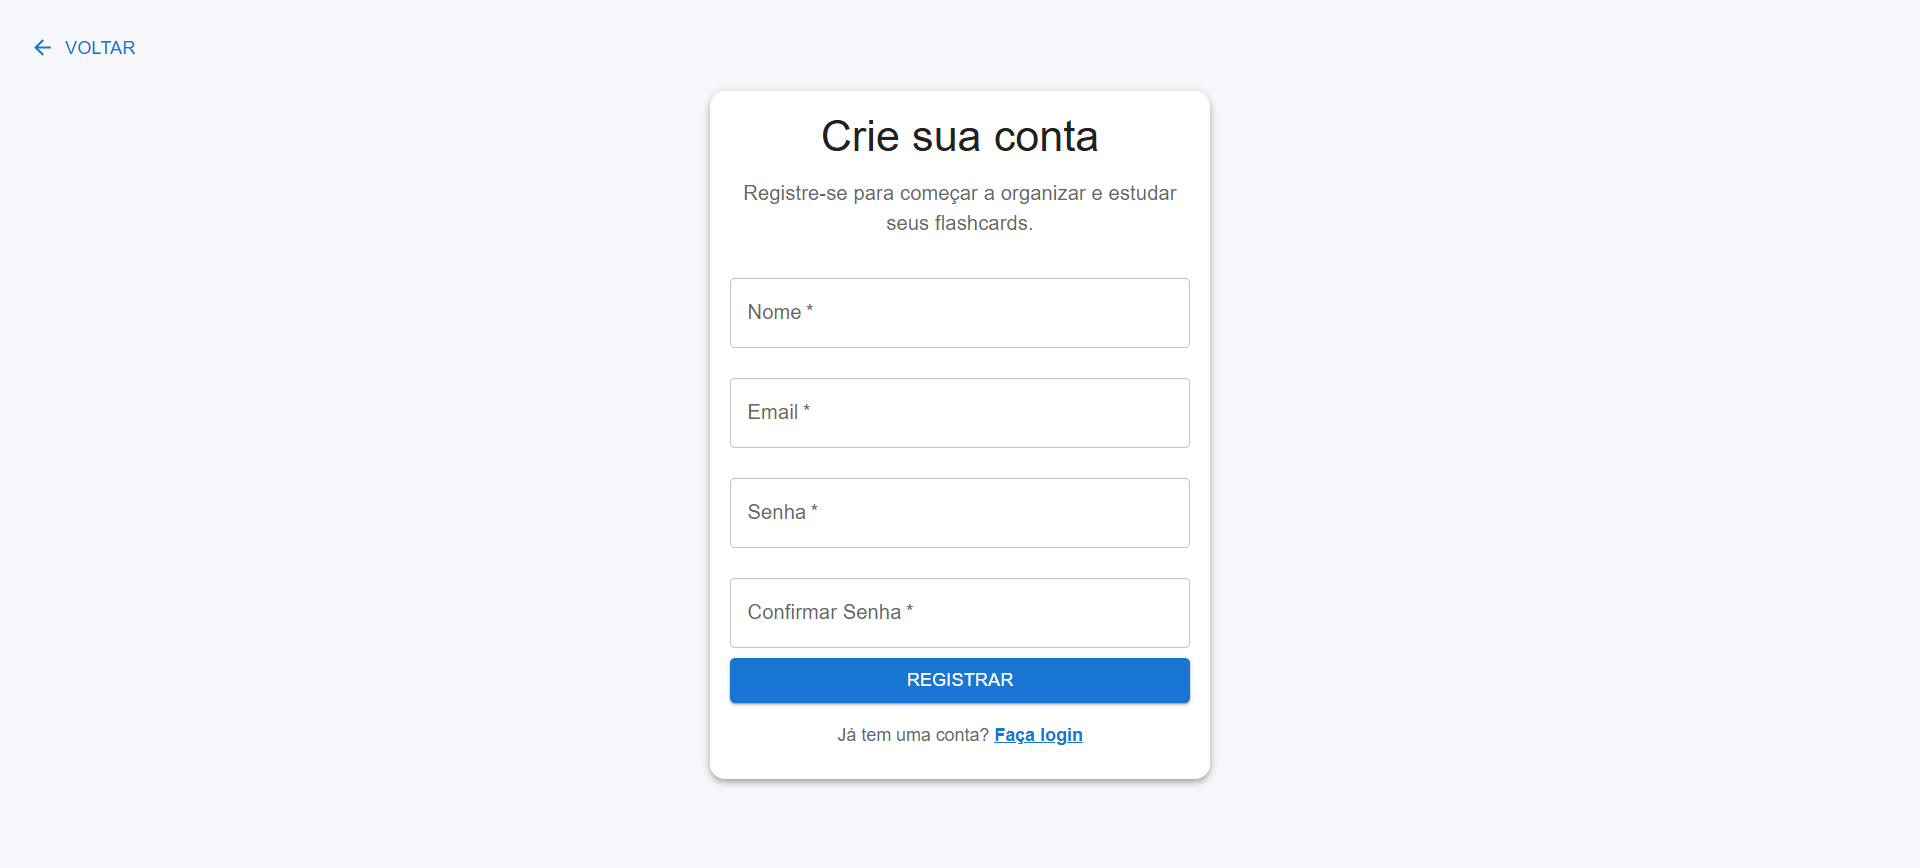 VOLTAR
Crie sua conta
Registre-se para começar a organizar e estudar
seus flashcards.
Nome *
Email *
Senha *
Confirmar Senha *
REGISTRAR
Já tem uma conta? Faça login